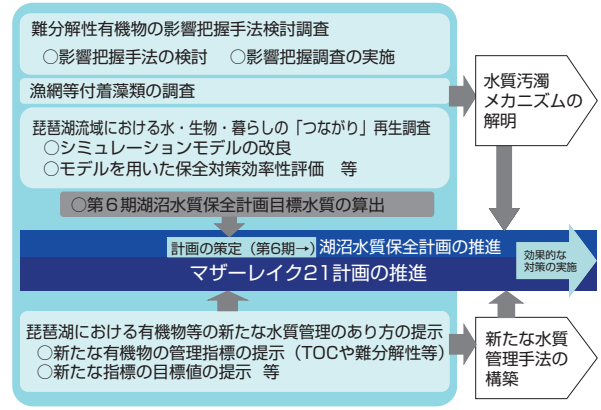 難分解性有機物の影響把握手法検討調査
○影響把握手法の検討　○影響把握調査の実施
漁網等付着藻類の調査
琵琶湖流域における水・生物・暮らしの「つながり」再生調査
○シミュレーションモデルの改良
○モデルを用いた保全対策効率性評価　等
○第６期湖沼水質保全計画目標水質の算出
水質汚濁
メカニズムの
解明
計画の策定（第6期→）湖沼水質保全計画の推進
マザーレイク21計画の推進
効果的な
対策の実施
琵琶湖における有機物等の新たな水質管理のあり方の提示
○新たな有機物の管理指標の提示（TOCや難分解性等）
○新たな指標の目標値の提示　等
新たな水質
管理手法の
構築